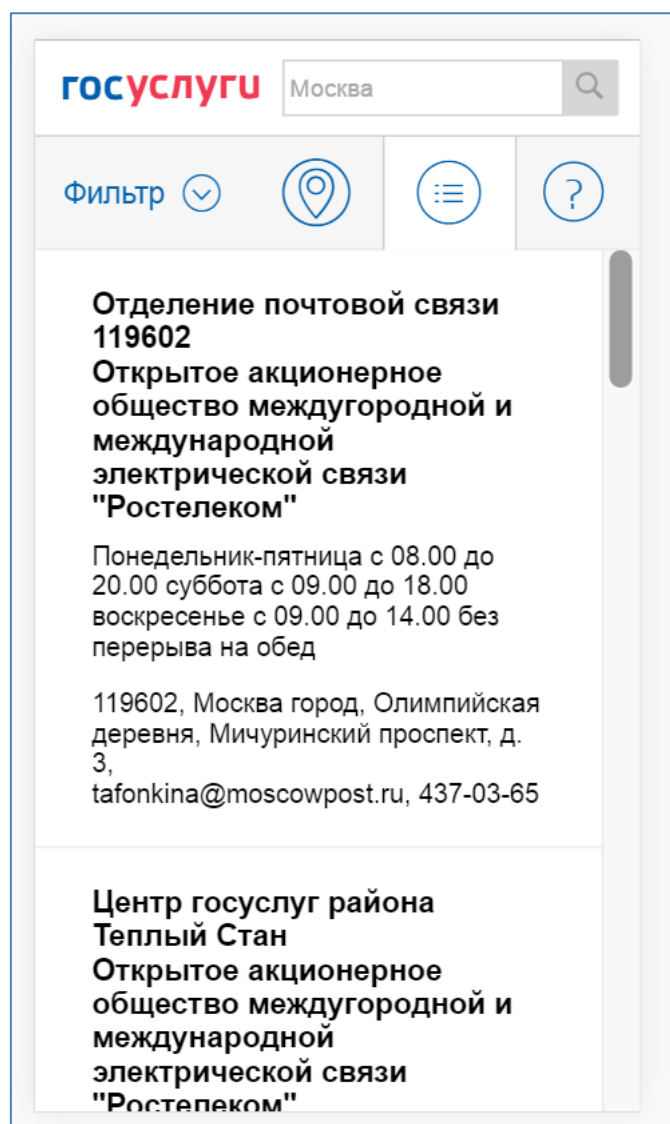 госуслуги
Москва
Фильтр
?
Отделение почтовой связи
119602
Открытое акционерное
общество междугородной и
международной
электрической связи
"Ростелеком"
Понедельник-пятница с 08.00 до
20.00 суббота с 09.00 до 18.00
воскресенье с 09.00 до 14.00 без
перерыва на обед
119602, Москва город, Олимпийская
деревня, Мичуринский проспект, д.
3,
tafonkina@moscowpost.ru, 437-03-65
Центр госуслуг района
Теплый Стан
Открытое акционерное
общество междугородной и
международной
электрической связи
"Ростелеком"